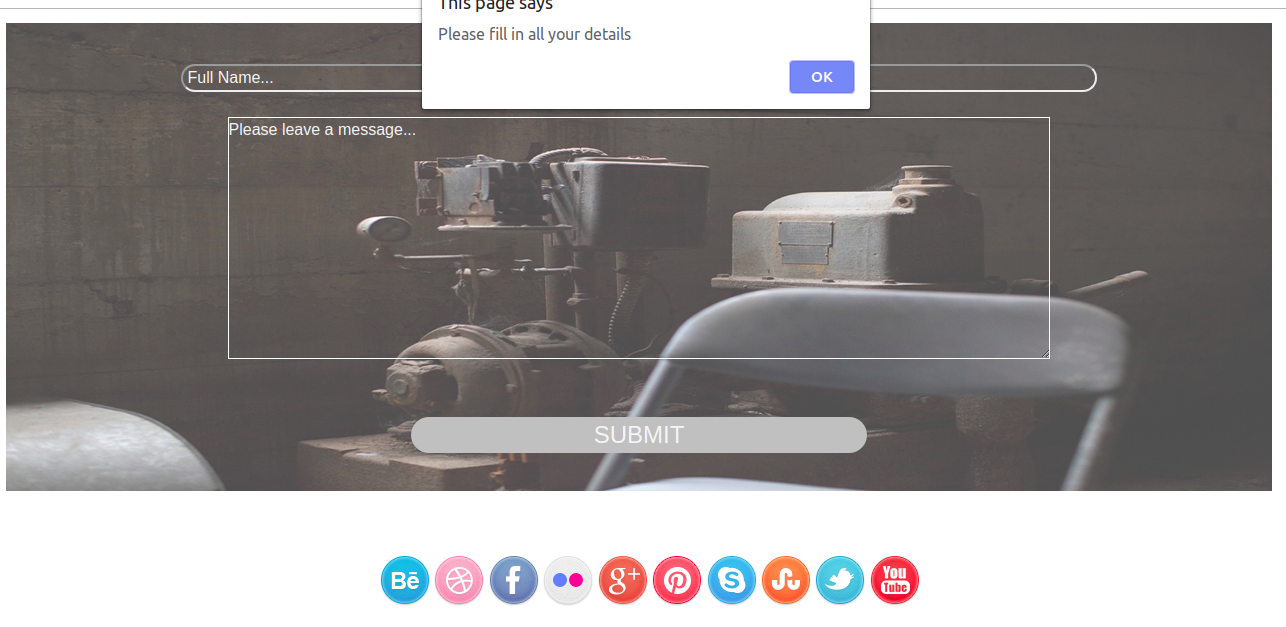 This page says
Please fill in all your details
OK
Full Name...
Please leave a message...
SUBMIT
Bē
f
g+
S
You
Tube